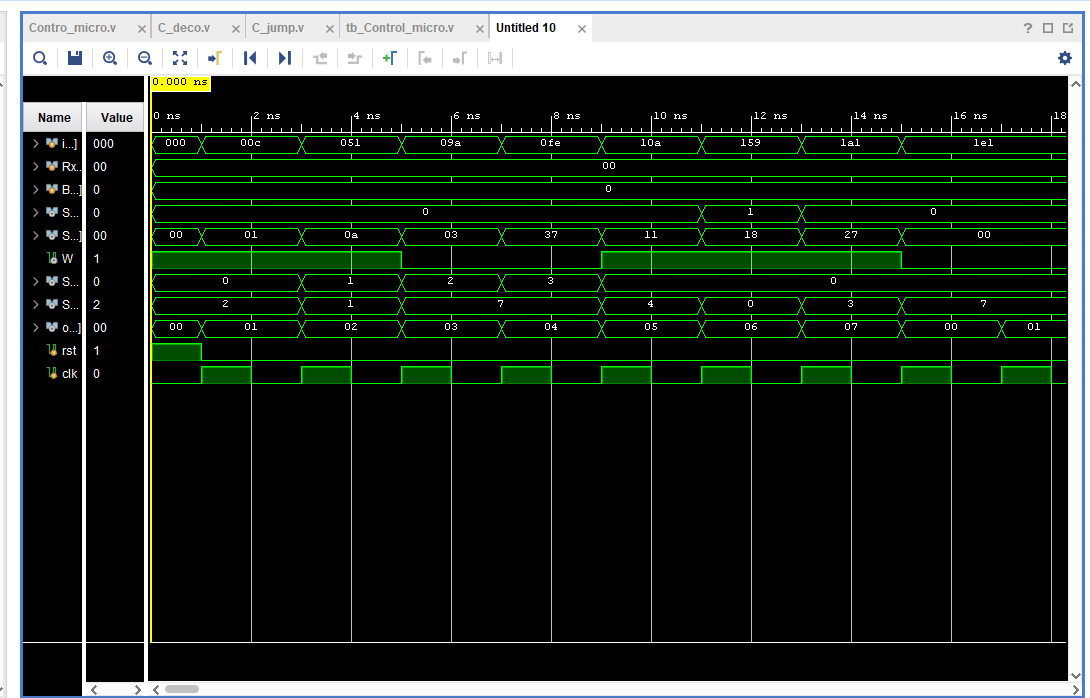 Contro_micro.v × C_deco.v × C_jump.v × tb_Control_micro.v × Untitled 10 × ?
0.000 ns
Name Value 0 ns 2 ns 4 ns 6 ns 8 ns 10 ns 12 ns 14 ns 16 ns 18
i...] 000 000 00c 051 09a 0fe 10a 159 1a1 1e1
Rx.. 00 00
B...] 0 0
S... 0 0 1 0
S...] 00 00 01 0a 03 37 11 18 27 00
W 1
S... 0 0 1 2 3 0
S... 2 2 1 7 4 0 3 7
o...] 00 00 01 02 03 04 05 06 07 00 01
rst 1
clk 0